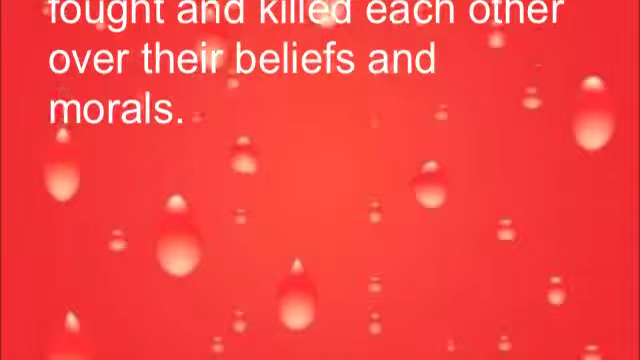 fought and killed each other
over their beliefs and
morals.